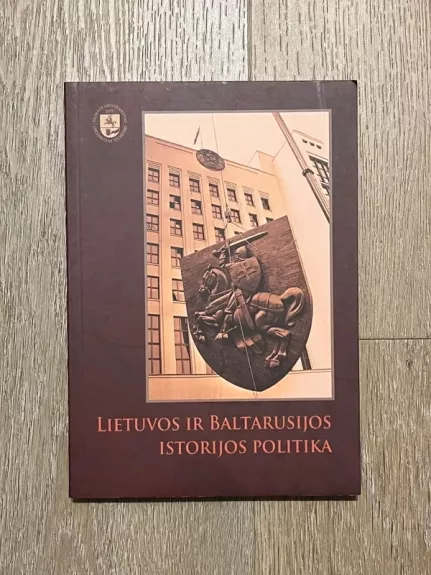 LIETUVOS IR BALTARUSIJOS
ISTORIJOS POLITIKA